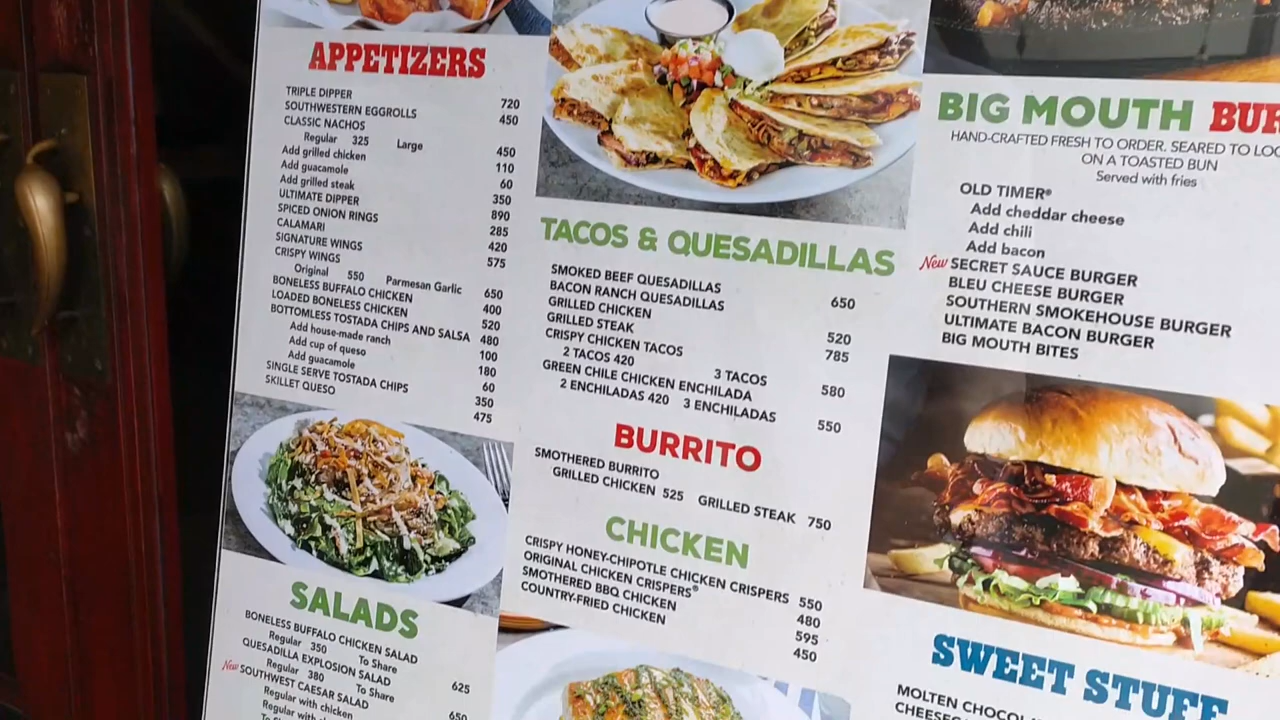 APPETIZERS
TRIPLE DIPPER 720
SOUTHWESTERN EGGROLLS 450
CLASSIC NACHOS
Regular 325 Large 450
Add grilled chicken 110
Add guacamole 60
Add grilled steak 350
ULTIMATE DIPPER 890
SPICED ONION RINGS 285
CALAMARI 420
SIGNATURE WINGS 575
CRISPY WINGS
Original 550 Parmesan Garlic 650
BONELESS BUFFALO CHICKEN 400
LOADED BONELESS CHICKEN 520
BOTTOMLESS TOSTADA CHIPS AND SALSA 480
Add house-made ranch 100
Add cup of queso 180
Add guacamole 60
SINGLE SERVE TOSTADA CHIPS 350
SKILLET QUESO 475
SALADS
BONELESS BUFFALO CHICKEN SALAD
Regular 350 To Share 625
QUESADILLA EXPLOSION SALAD
Regular 380 To Share 650
New SOUTHWEST CAESAR SALAD
Regular with chicken
Regular with
TACOS & QUESADILLAS
SMOKED BEEF QUESADILLAS 650
BACON RANCH QUESADILLAS
GRILLED CHICKEN 520
GRILLED STEAK 785
CRISPY CHICKEN TACOS
2 TACOS 420 3 TACOS 580
GREEN CHILE CHICKEN ENCHILADA
2 ENCHILADAS 420 3 ENCHILADAS 550
BURRITO
SMOTHERED BURRITO
GRILLED CHICKEN 525 GRILLED STEAK 750
CHICKEN
CRISPY HONEY-CHIPOTLE CHICKEN CRISPERS 550
ORIGINAL CHICKEN CRISPERS® 480
SMOTHERED BBQ CHICKEN 595
COUNTRY-FRIED CHICKEN 450
BIG MOUTH BUR
HAND-CRAFTED FRESH TO ORDER. SEARED TO LOC
ON A TOASTED BUN
Served with fries
OLD TIMER®
Add cheddar cheese
Add chili
Add bacon
New SECRET SAUCE BURGER
BLEU CHEESE BURGER
SOUTHERN SMOKEHOUSE BURGER
ULTIMATE BACON BURGER
BIG MOUTH BITES
SWEET STUFF
MOLTEN CHOCOL
CHEESEC